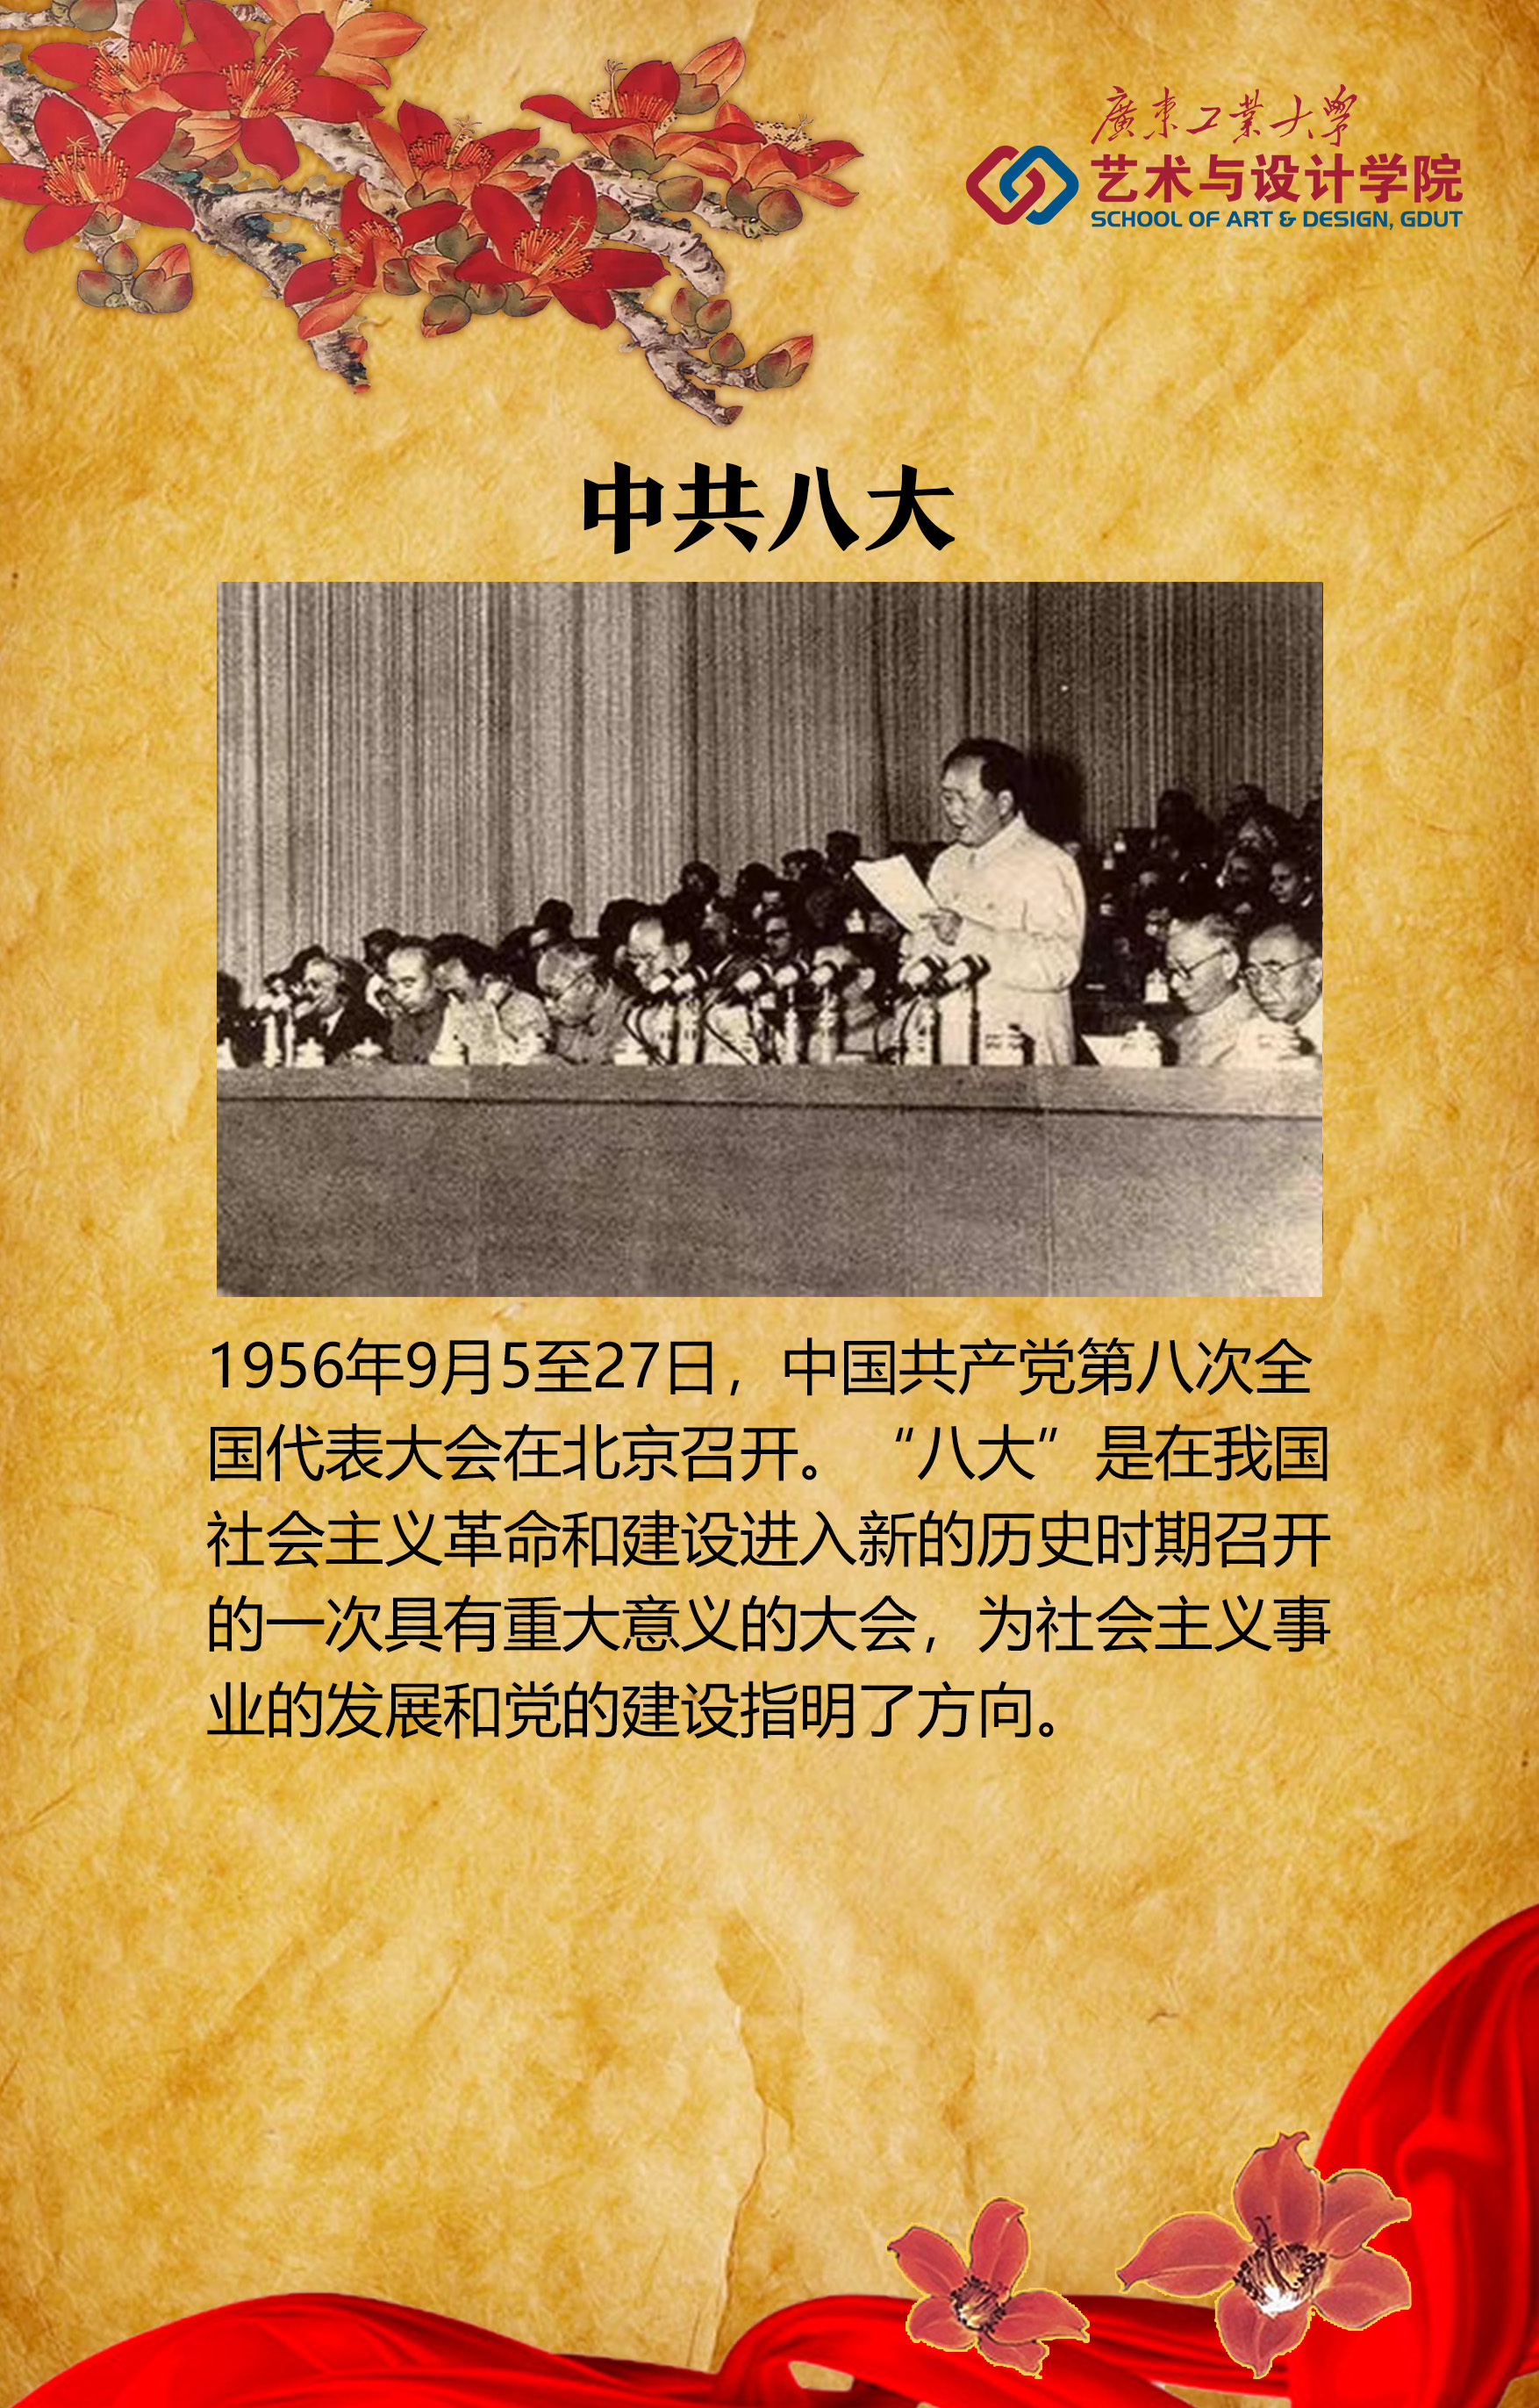 廣東工業大學
艺术与设计学院
SCHOOL OF ART & DESIGN, GDUT
中共八大
1956年9月5至27日，中国共产党第八次全
国代表大会在北京召开。“八大”是在我国
社会主义革命和建设进入新的历史时期召开
的一次具有重大意义的大会，为社会主义事
业的发展和党的建设指明了方向。